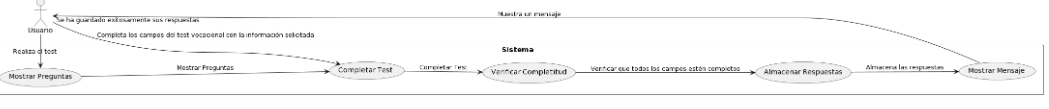 Muestra un mensaje
Se ha guardado exitosamente sus respuestas
Usuario
Completa los campos del test vocacional con la información solicitada
Realiza el test
Sistema
Mostrar Preguntas
Mostrar Preguntas
Completar Test
Completar Test
Verificar Completitud
Verificar que todos los campos estén completos
Almacenar Respuestas
Almacena las respuestas
Mostrar Mensaje